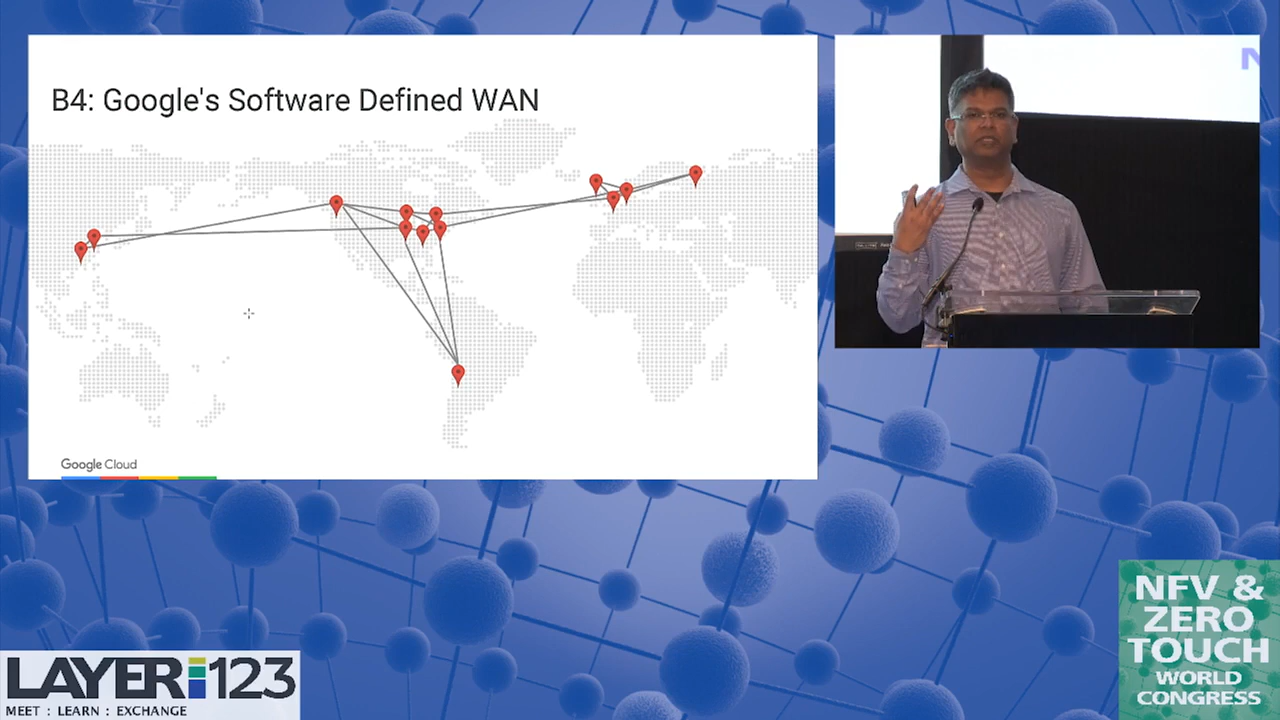 B4: Google's Software Defined WAN
Google Cloud
N
LAYER123
MEET : LEARN : EXCHANGE
NFV &
ZERO
TOUCH
WORLD
CONGRESS